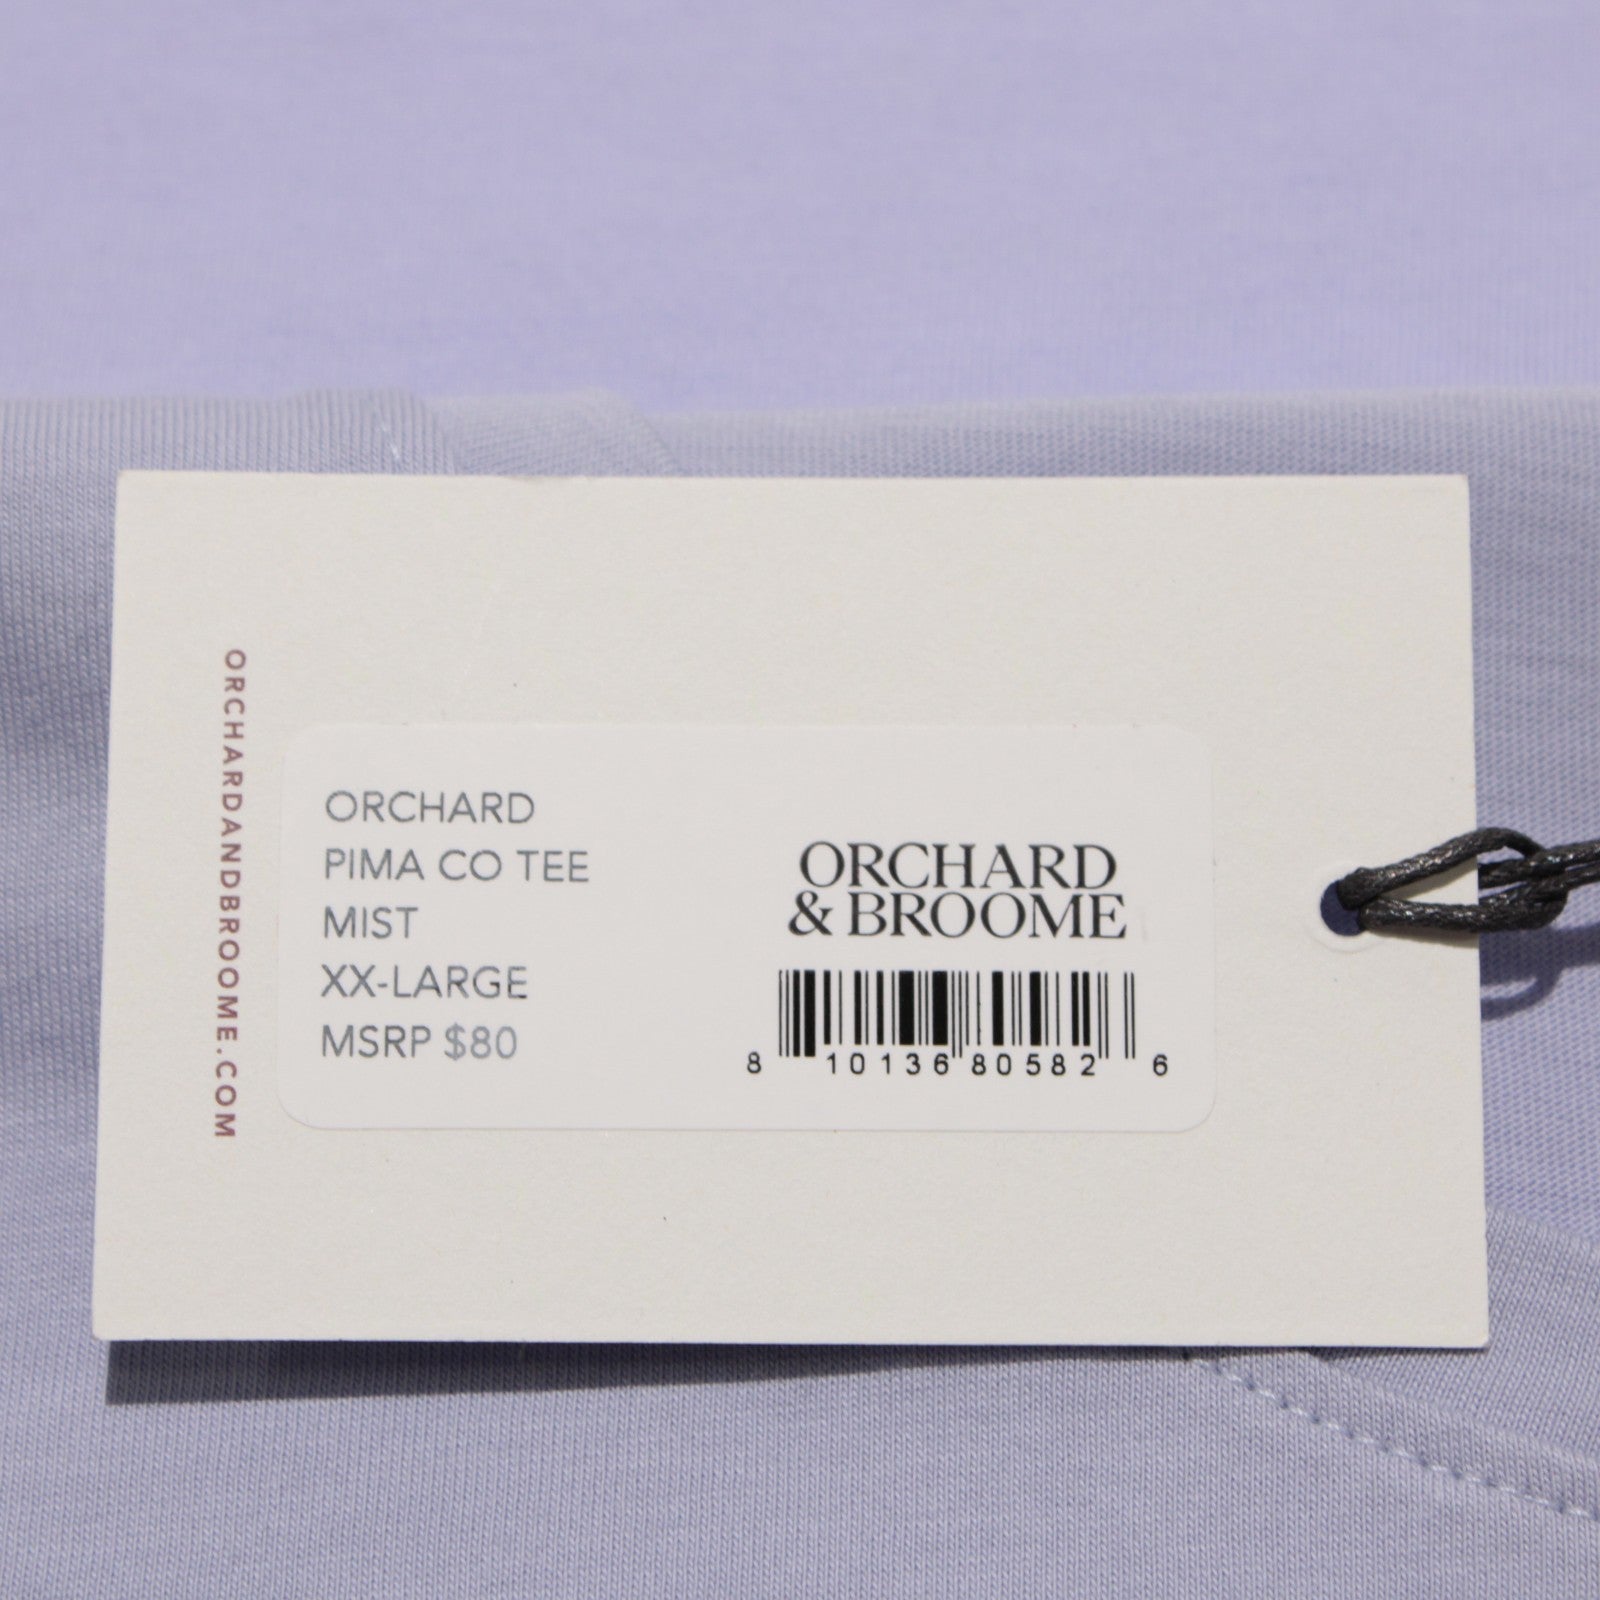 ORCHARDANDBROOME.COM
ORCHARD
PIMA CO TEE
MIST
XX-LARGE
MSRP $80
ORCHARD
& BROOME
8 10136 80582 6